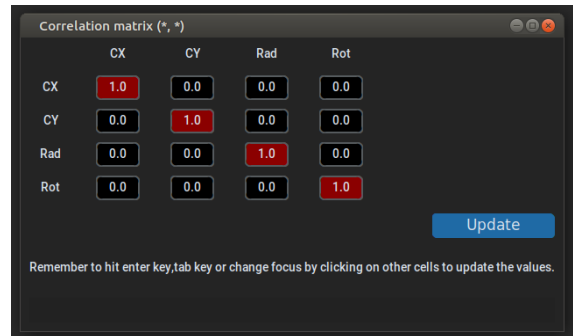 Correlation matrix (*, *)
CX CY Rad Rot
CX 1.0 0.0 0.0 0.0
CY 0.0 1.0 0.0 0.0
Rad 0.0 0.0 1.0 0.0
Rot 0.0 0.0 0.0 1.0
Update
Remember to hit enter key,tab key or change focus by clicking on other cells to update the values.